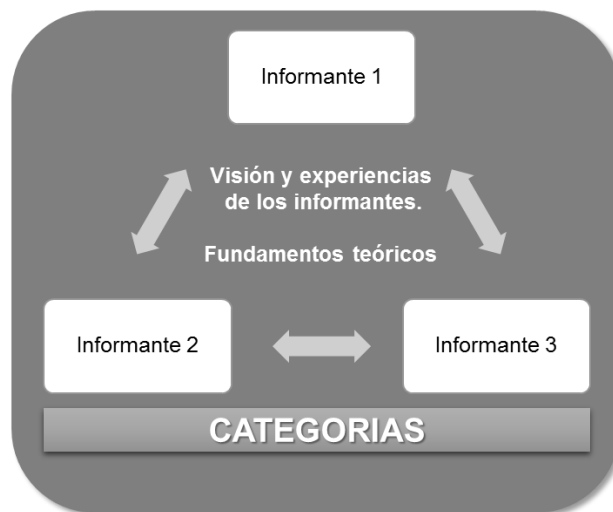 Informante 1
Visión y experiencias
de los informantes.
Fundamentos teóricos
Informante 2
Informante 3
CATEGORIAS